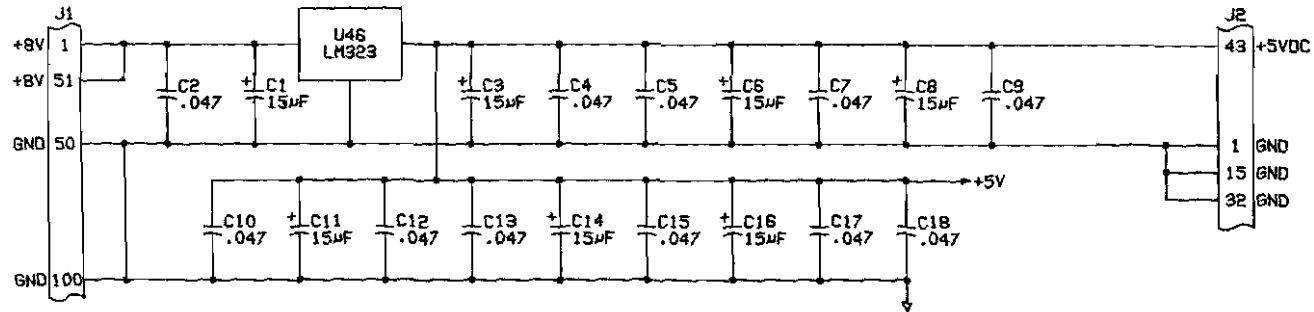 J1
J2
+8V 1
U46
LM323
43 +5VDC
+8V 51
C2
.047
+ C1
15µF
+ C3
15µF
C4
.047
C5
.047
+ C6
15µF
C7
.047
+ C8
15µF
C9
.047
GND 50
1 GND
15 GND
32 GND
+5V
C10
.047
+ C11
15µF
C12
.047
C13
.047
+ C14
15µF
C15
.047
+ C16
15µF
C17
.047
C18
.047
GND 100